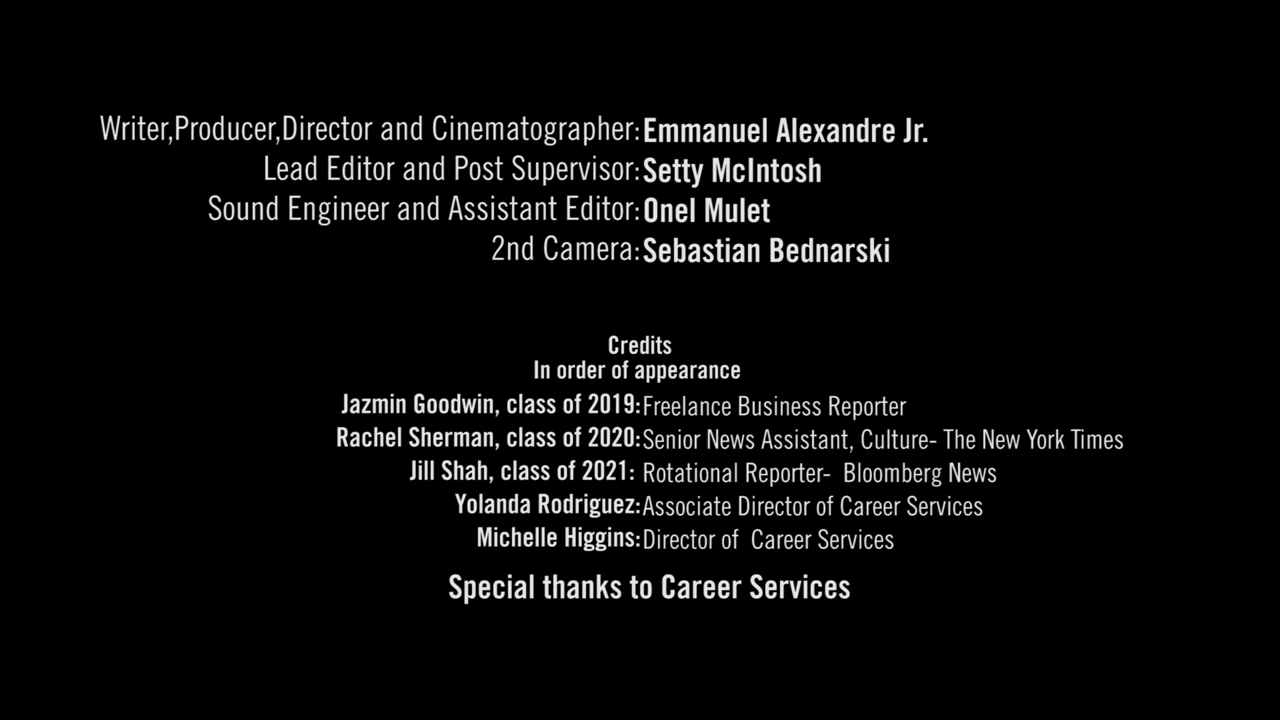 Writer,Producer,Director and Cinematographer:Emmanuel Alexandre Jr.
Lead Editor and Post Supervisor:Setty McIntosh
Sound Engineer and Assistant Editor:Onel Mulet
2nd Camera:Sebastian Bednarski
Credits
In order of appearance
Jazmin Goodwin, class of 2019:Freelance Business Reporter
Rachel Sherman, class of 2020:Senior News Assistant, Culture- The New York Times
Jill Shah, class of 2021: Rotational Reporter-  Bloomberg News
Yolanda Rodriguez:Associate Director of Career Services
Michelle Higgins:Director of  Career Services
Special thanks to Career Services